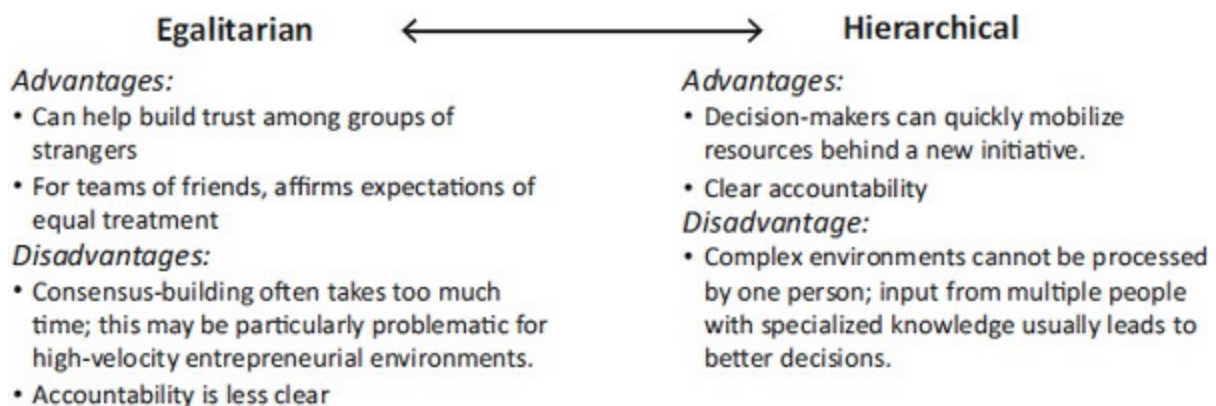 Egalitarian
Hierarchical
Advantages:
• Can help build trust among groups of
strangers
• For teams of friends, affirms expectations of
equal treatment
Disadvantages:
• Consensus-building often takes too much
time; this may be particularly problematic for
high-velocity entrepreneurial environments.
• Accountability is less clear
Advantages:
• Decision-makers can quickly mobilize
resources behind a new initiative.
• Clear accountability
Disadvantage:
• Complex environments cannot be processed
by one person; input from multiple people
with specialized knowledge usually leads to
better decisions.